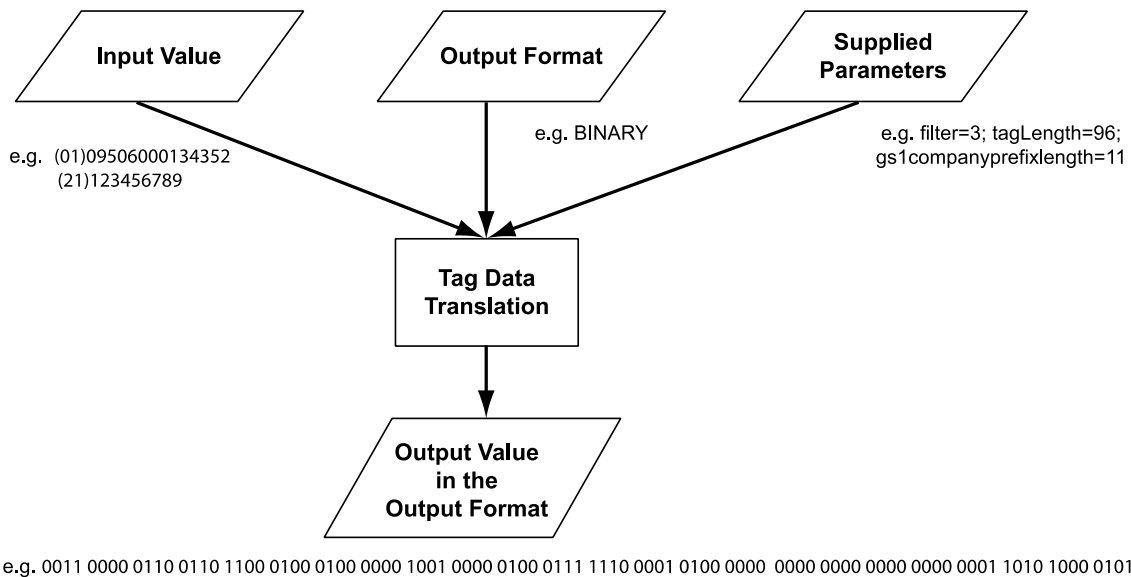 Input Value
Output Format
Supplied
Parameters
e.g. (01)09506000134352
(21)123456789
e.g. BINARY
e.g. filter=3; tagLength=96;
gs1companyprefixlength=11
Tag Data
Translation
Output Value
in the
Output Format
e.g. 0011 0000 0110 0110 1100 0100 0100 0000 1001 0000 0100 0111 1110 0001 0100 0000 0000 0000 0000 0000 0001 1010 1000 0101